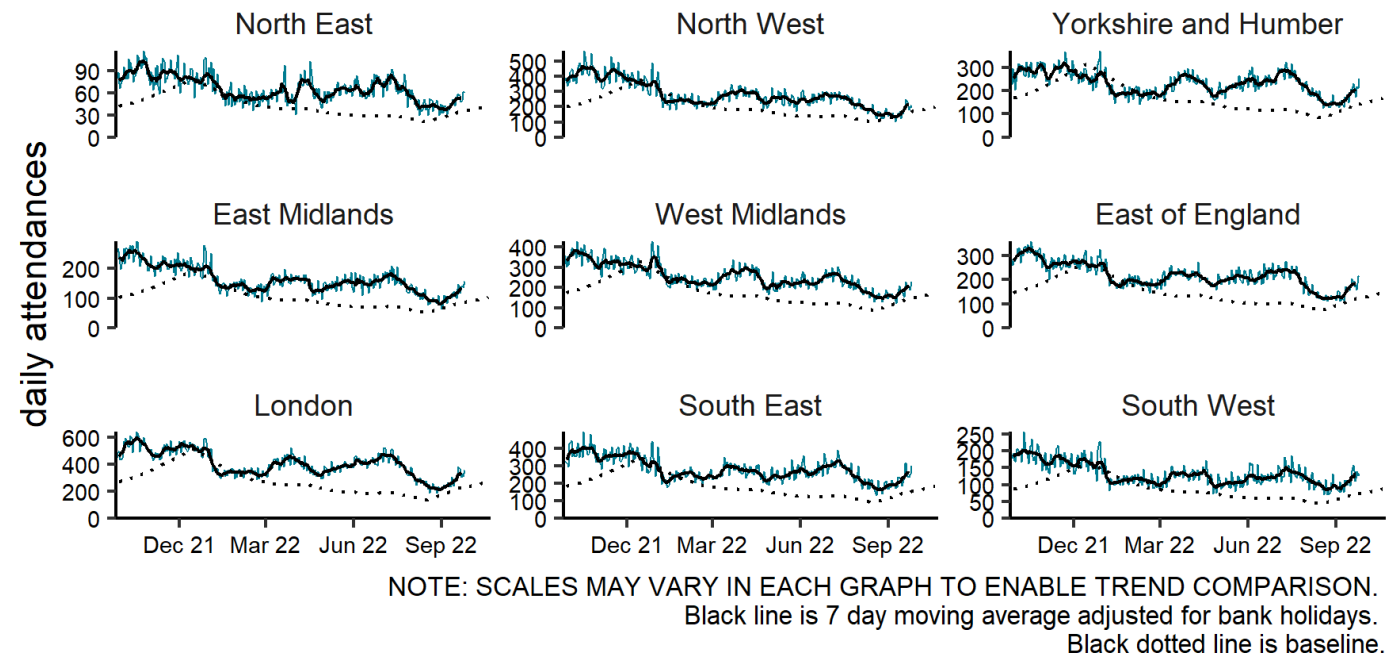 North East
North West
Yorkshire and Humber
90
60
30
0
500
400
300
200
100
0
300
200
100
0
daily attendances
East Midlands
West Midlands
East of England
200
100
0
400
300
200
100
0
300
200
100
0
London
South East
South West
600
400
200
0
400
300
200
100
0
250
200
150
100
50
0
Dec 21 Mar 22 Jun 22 Sep 22
Dec 21 Mar 22 Jun 22 Sep 22
Dec 21 Mar 22 Jun 22 Sep 22
NOTE: SCALES MAY VARY IN EACH GRAPH TO ENABLE TREND COMPARISON.
Black line is 7 day moving average adjusted for bank holidays.
Black dotted line is baseline.